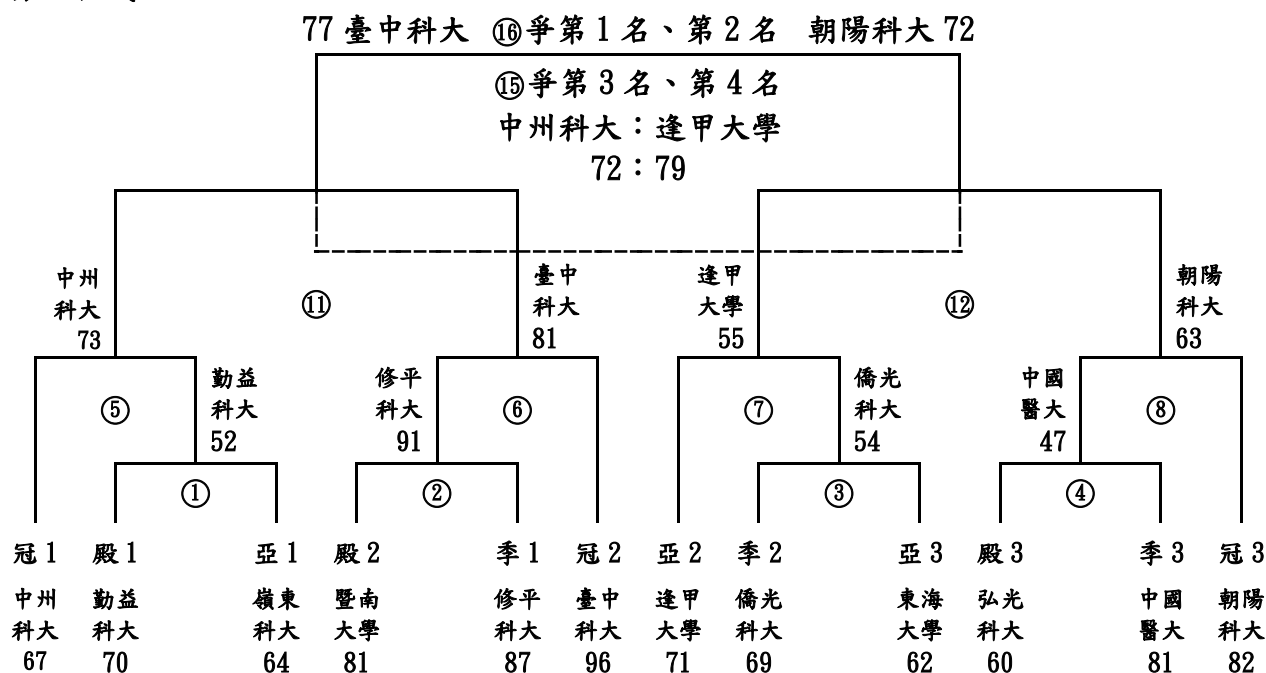 77 臺中科大 ⑯爭第 1 名、第 2 名 朝陽科大 72
⑮爭第 3 名、第 4 名
中州科大：逢甲大學
72：79
中州 臺中 逢甲 朝陽
科大 ⑪ 科大 大學 ⑫ 科大
73 81 55 63
勤益 修平 僑光 中國
⑤ 科大 科大 ⑥ ⑦ 科大 醫大 ⑧
52 91 54 47
① ② ③ ④
冠 1 殿 1 亞 1 殿 2 季 1 冠 2 亞 2 季 2 亞 3 殿 3 季 3 冠 3
中州 勤益 嶺東 暨南 修平 臺中 逢甲 僑光 東海 弘光 中國 朝陽
科大 科大 科大 大學 科大 科大 大學 科大 大學 科大 醫大 科大
67 70 64 81 87 96 71 69 62 60 81 82